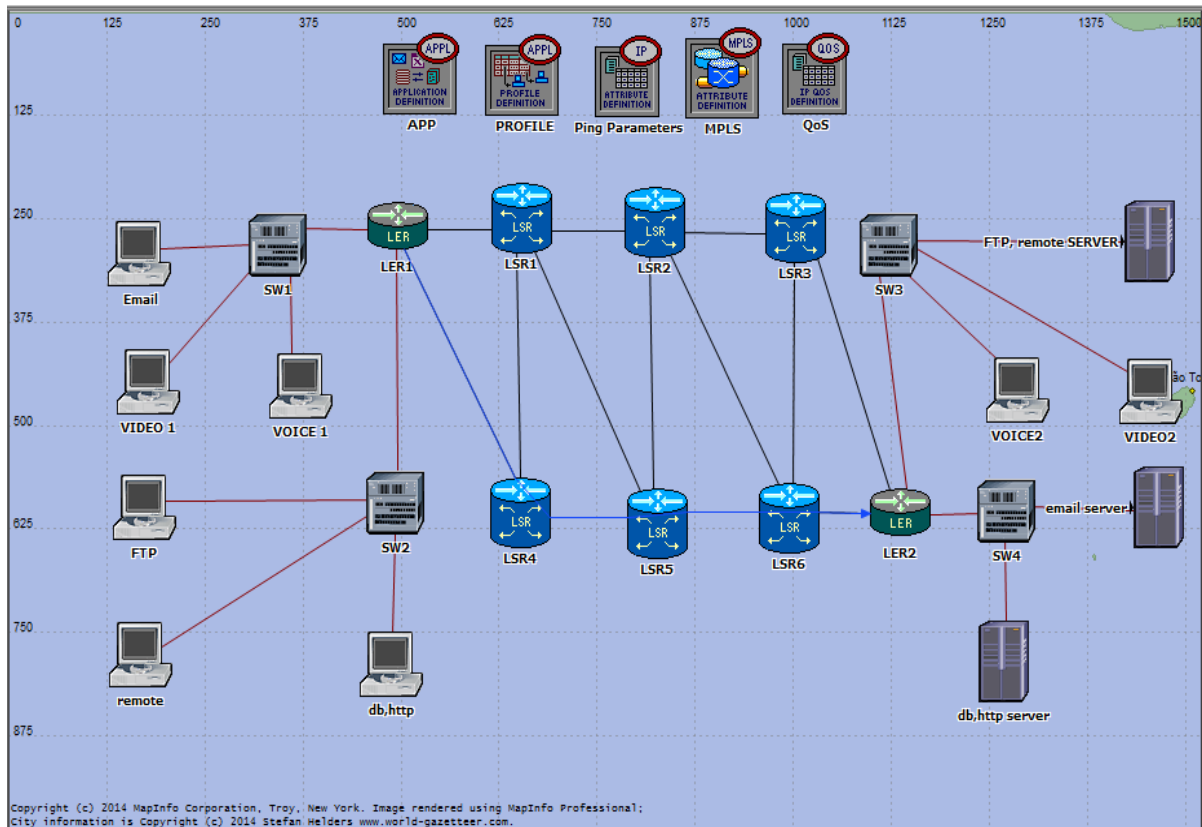 0 125 250 375 500 625 750 875 1000 1125 1250 1375 1500
APPL APPL IP MPLS QOS
APPLICATION DEFINITION
PROFILE DEFINITION
ATTRIBUTE DEFINITION
ATTRIBUTE DEFINITION
IP QOS DEFINITION
125
APP PROFILE Ping Parameters MPLS QoS
250
LER LSR LSR LSR
FTP, remote SERVER
Email SW1 LER1 LSR1 LSR2 LSR3 SW3
375
ão To
VIDEO 1 VOICE 1 VOICE2 VIDEO2
500
LSR LSR LSR LER
email server
625
FTP SW2 LSR4 LSR5 LSR6 LER2 SW4
750
remote db,http db,http server
875
Copyright (c) 2014 MapInfo Corporation, Troy, New York. Image rendered using MapInfo Professional;
City information is Copyright (c) 2014 Stefan Helders www.world-gazetteer.com.